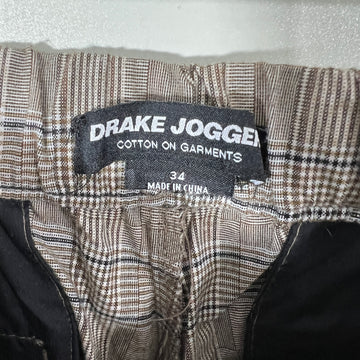 DRAKE JOGGER
COTTON ON GARMENTS
34
MADE IN CHINA